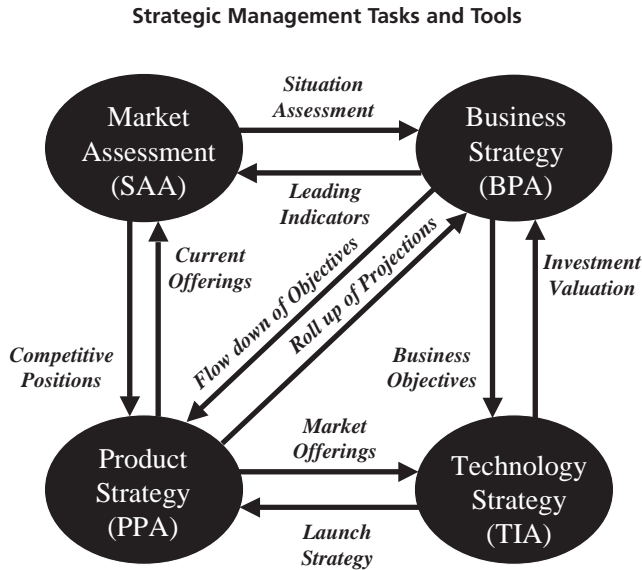 Strategic Management Tasks and Tools
Situation
Assessment
Market
Assessment
(SAA)
Business
Strategy
(BPA)
Leading
Indicators
Current
Offerings
Flow down of Objectives
Roll up of Projections
Investment
Valuation
Competitive
Positions
Business
Objectives
Market
Offerings
Product
Strategy
(PPA)
Technology
Strategy
(TIA)
Launch
Strategy